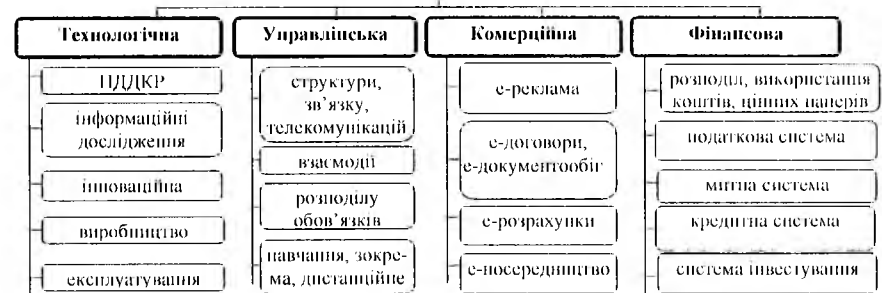 Технологічна
ПДДКР
інформаційні
дослідження
інноваційна
виробництво
експлуатування
Управлінська
структури,
зв'язку,
телекомунікацій
взаємодії
розподілу
обов'язків
навчання, зокре-
ма, дистанційне
Комерційна
е-реклама
е-договори,
е-документообіг
е-розрахунки
е-посередництво
Фінансова
розподіл, використання
коштів, цінних паперів
податкова система
митна система
кредитна система
система інвестування